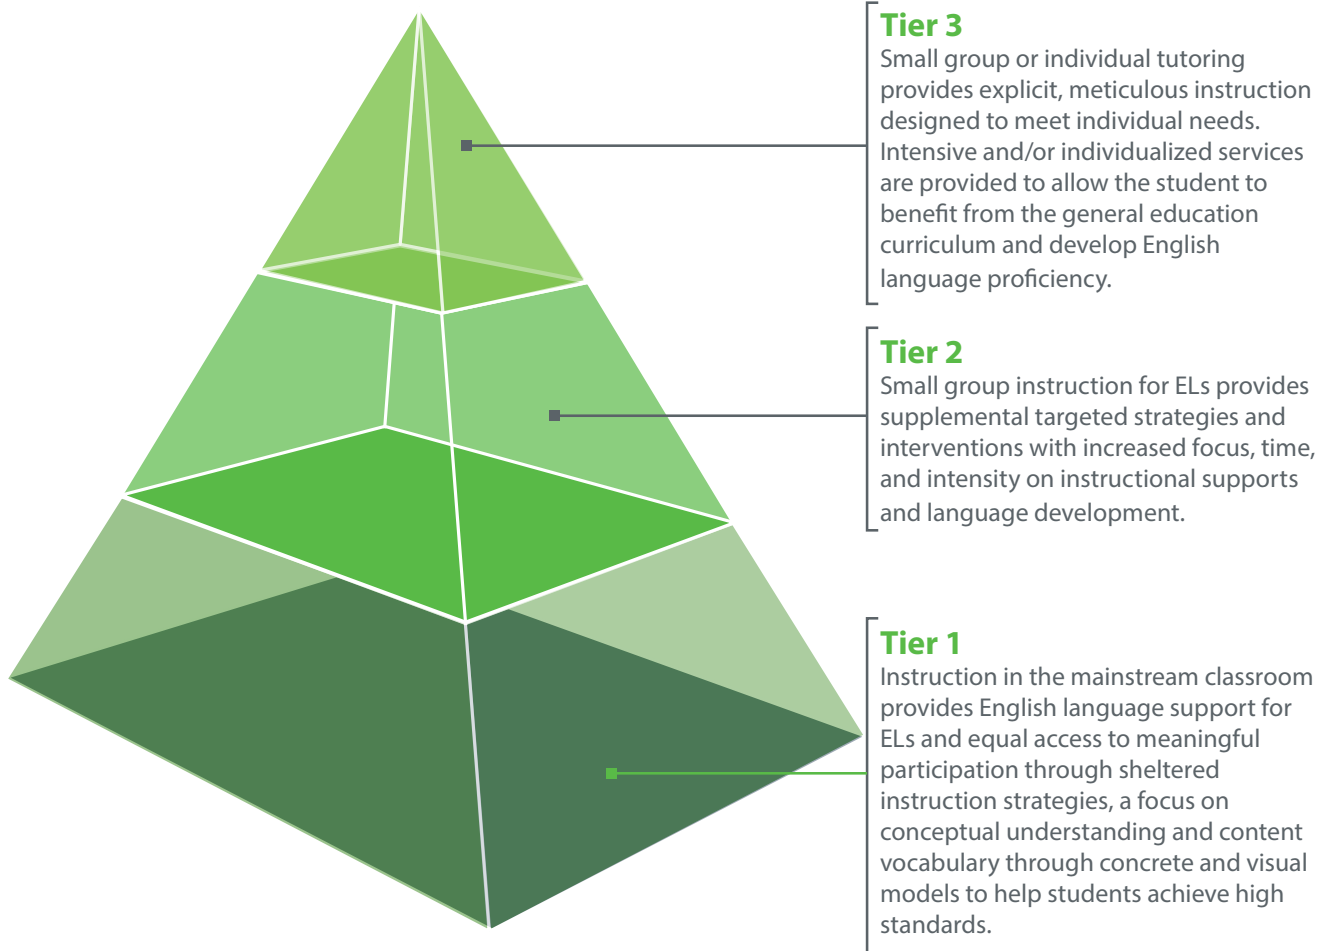 Tier 3
Small group or individual tutoring
provides explicit, meticulous instruction
designed to meet individual needs.
Intensive and/or individualized services
are provided to allow the student to
benefit from the general education
curriculum and develop English
language proficiency.
Tier 2
Small group instruction for ELs provides
supplemental targeted strategies and
interventions with increased focus, time,
and intensity on instructional supports
and language development.
Tier 1
Instruction in the mainstream classroom
provides English language support for
ELs and equal access to meaningful
participation through sheltered
instruction strategies, a focus on
conceptual understanding and content
vocabulary through concrete and visual
models to help students achieve high
standards.